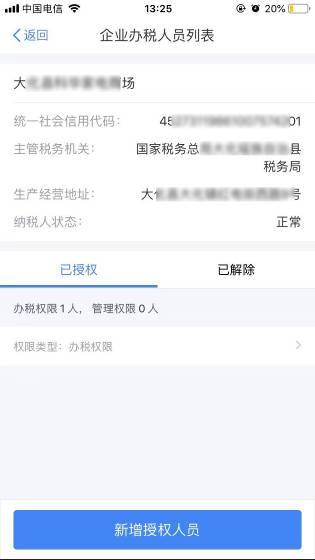 中国电信 13:25 20%
返回 企业办税人员列表
大 场
统一社会信用代码： 45 01
主管税务机关： 国家税务总 县
税务局
生产经营地址： 大 号
纳税人状态： 正常
已授权 已解除
办税权限1人，管理权限0人
权限类型：办税权限
新增授权人员